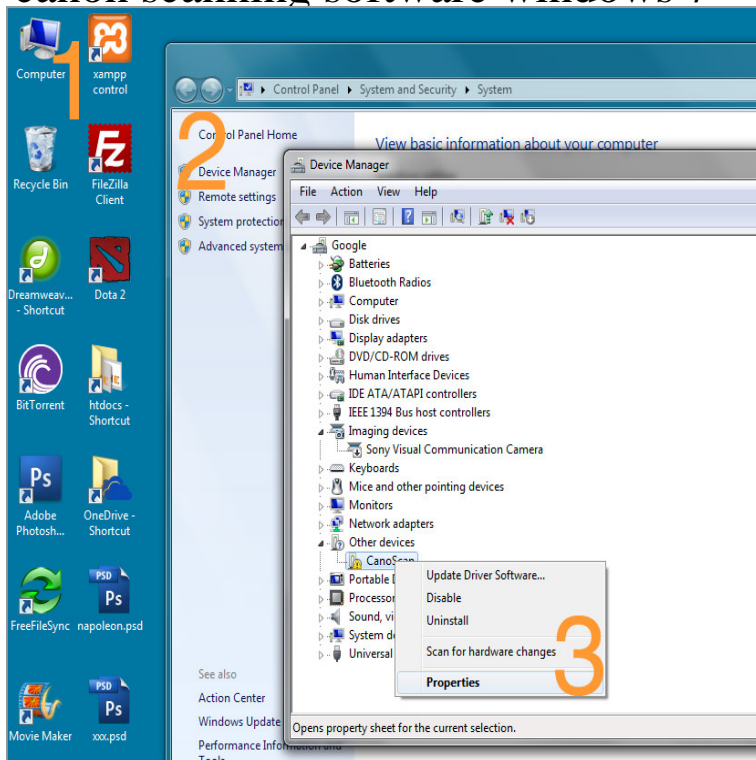 canon scanning software windows 7
1
Computer
xampp
control
Recycle Bin
FileZilla
Client
Dreamweav...
- Shortcut
Dota 2
BitTorrent
htdocs -
Shortcut
Ps
Adobe
Photosh...
OneDrive -
Shortcut
FreeFileSync
PSD
Ps
napoleon.psd
Movie Maker
PSD
Ps
xxx.psd
Control Panel ▸ System and Security ▸ System
2
Control Panel Home
Device Manager
Remote settings
System protection
Advanced system
See also
Action Center
Windows Update
Performance Information and
Tools
View basic information about your computer
Device Manager
File Action View Help
Google
Batteries
Bluetooth Radios
Computer
Disk drives
Display adapters
DVD/CD-ROM drives
Human Interface Devices
IDE ATA/ATAPI controllers
IEEE 1394 Bus host controllers
Imaging devices
Sony Visual Communication Camera
Keyboards
Mice and other pointing devices
Monitors
Network adapters
Other devices
CanoScan
Portable D
Processor
Sound, vi
System de
Universal
Update Driver Software...
Disable
Uninstall
Scan for hardware changes
Properties
3
Opens property sheet for the current selection.